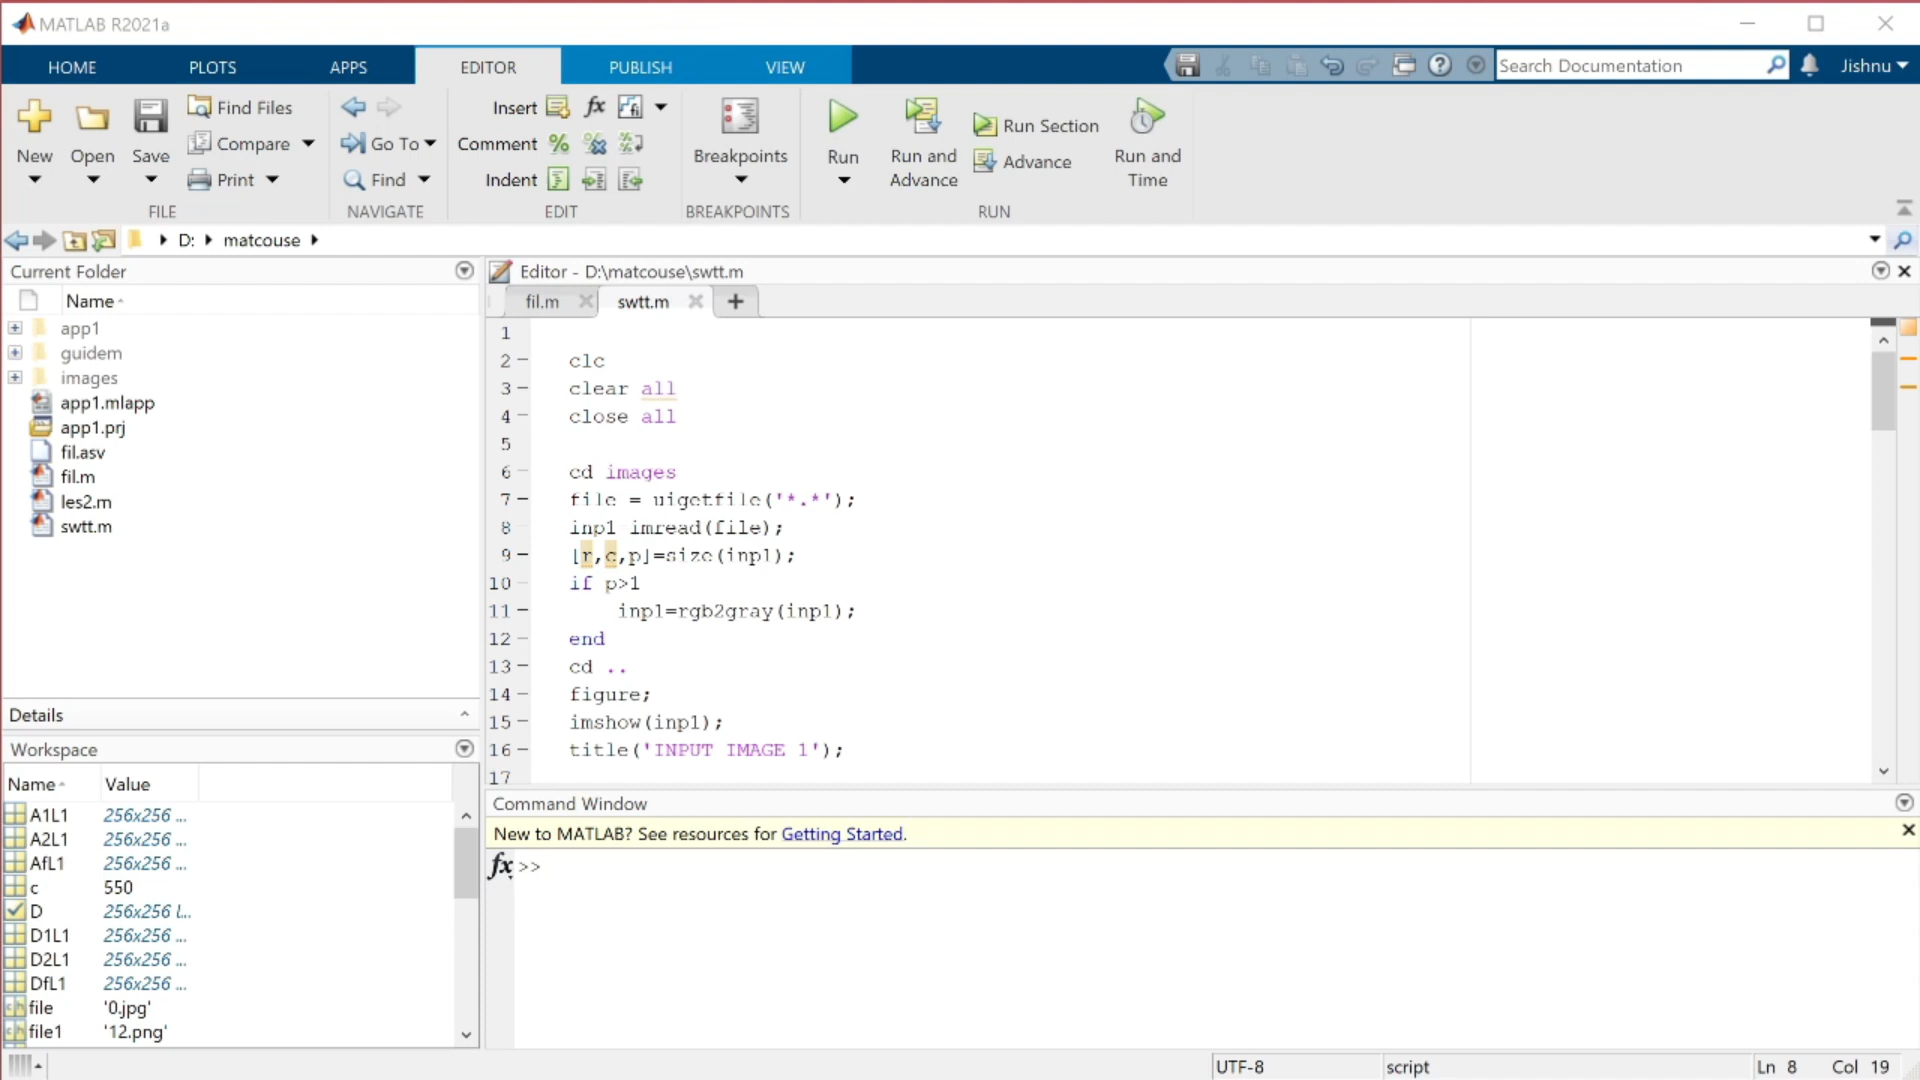 MATLAB R2021a
HOME PLOTS APPS EDITOR PUBLISH VIEW Search Documentation Jishnu
New Open Save Find Files Compare Print
FILE
Go To Find
NAVIGATE
Insert fx fi
Comment
Indent
EDIT
Breakpoints
BREAKPOINTS
Run Run and Advance Run Section Advance Run and Time
RUN
D: matcouse
Current Folder
Name
app1
guidem
images
app1.mlapp
app1.prj
fil.asv
fil.m
les2.m
swtt.m
Details
Workspace
Name Value
A1L1 256x256 ...
A2L1 256x256 ...
AfL1 256x256 ...
c 550
D 256x256 l...
D1L1 256x256 ...
D2L1 256x256 ...
DfL1 256x256 ...
file '0.jpg'
file1 '12.png'
Editor - D:\matcouse\swtt.m
fil.m swtt.m
1
2 clc
3 clear all
4 close all
5
6 cd images
7 file = uigetfile('*.*');
8 inp1 imread(file);
9 [r,c,p]=size(inp1);
10 if p>1
11 inp1=rgb2gray(inp1);
12 end
13 cd ..
14 figure;
15 imshow(inp1);
16 title('INPUT IMAGE 1');
17
Command Window
New to MATLAB? See resources for Getting Started.
fx >>
UTF-8 script Ln 8 Col 19